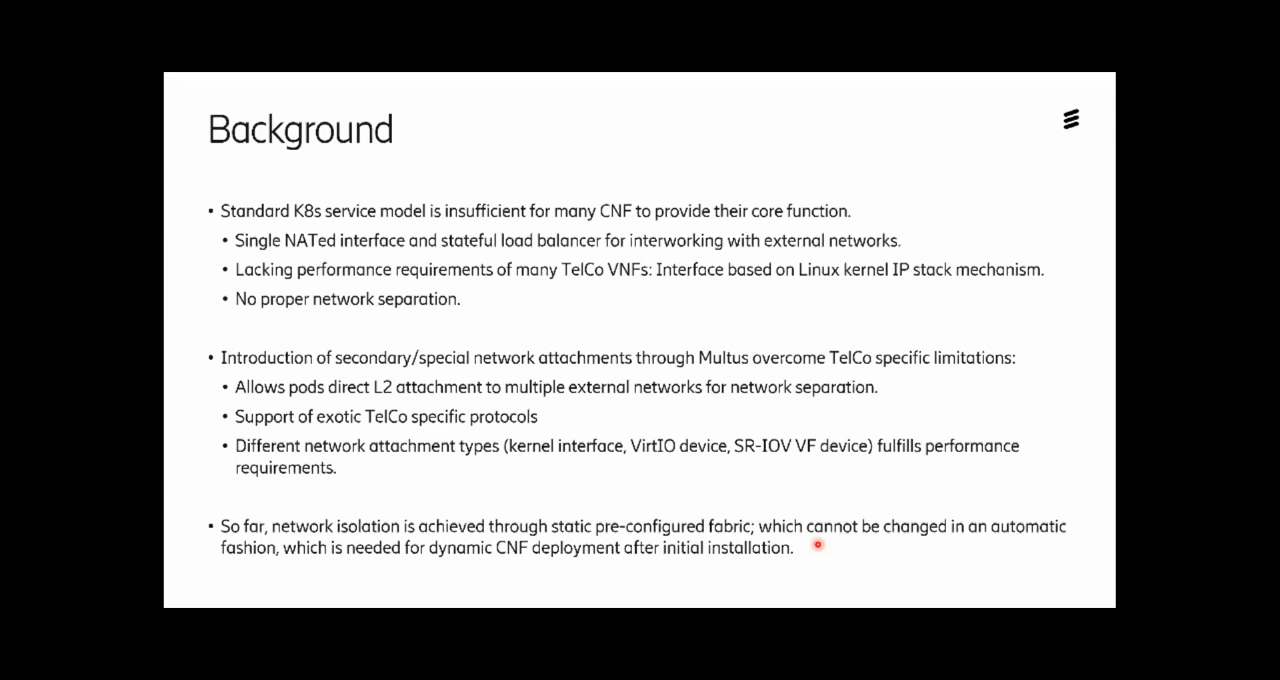 Background
• Standard K8s service model is insufficient for many CNF to provide their core function.
• Single NATed interface and stateful load balancer for interworking with external networks.
• Lacking performance requirements of many TelCo VNFs: Interface based on Linux kernel IP stack mechanism.
• No proper network separation.
• Introduction of secondary/special network attachments through Multus overcome TelCo specific limitations:
• Allows pods direct L2 attachment to multiple external networks for network separation.
• Support of exotic TelCo specific protocols
• Different network attachment types (kernel interface, VirtIO device, SR-IOV VF device) fulfills performance
requirements.
• So far, network isolation is achieved through static pre-configured fabric; which cannot be changed in an automatic
fashion, which is needed for dynamic CNF deployment after initial installation.